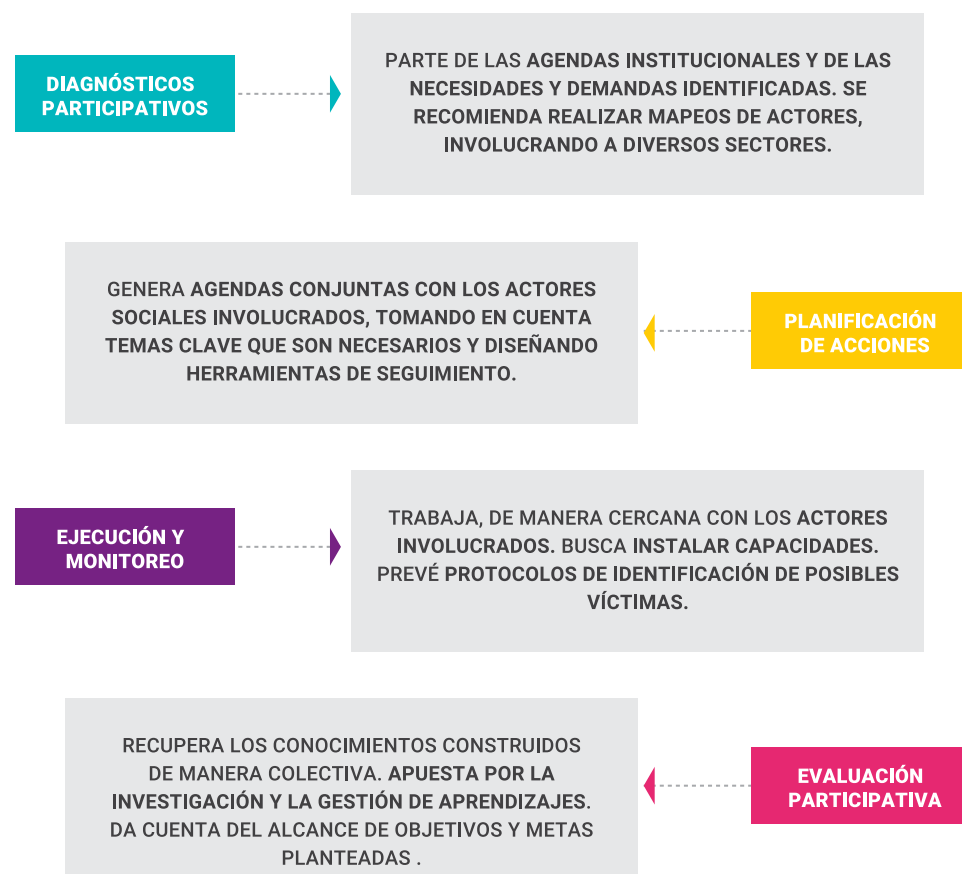 DIAGNÓSTICOS
PARTICIPATIVOS
PARTE DE LAS AGENDAS INSTITUCIONALES Y DE LAS
NECESIDADES Y DEMANDAS IDENTIFICADAS. SE
RECOMIENDA REALIZAR MAPEOS DE ACTORES,
INVOLUCRANDO A DIVERSOS SECTORES.
GENERA AGENDAS CONJUNTAS CON LOS ACTORES
SOCIALES INVOLUCRADOS, TOMANDO EN CUENTA
TEMAS CLAVE QUE SON NECESARIOS Y DISEÑANDO
HERRAMIENTAS DE SEGUIMIENTO.
PLANIFICACIÓN
DE ACCIONES
EJECUCIÓN Y
MONITOREO
TRABAJA, DE MANERA CERCANA CON LOS ACTORES
INVOLUCRADOS. BUSCA INSTALAR CAPACIDADES.
PREVÉ PROTOCOLOS DE IDENTIFICACIÓN DE POSIBLES
VÍCTIMAS.
RECUPERA LOS CONOCIMIENTOS CONSTRUIDOS
DE MANERA COLECTIVA. APUESTA POR LA
INVESTIGACIÓN Y LA GESTIÓN DE APRENDIZAJES.
DA CUENTA DEL ALCANCE DE OBJETIVOS Y METAS
PLANTEADAS .
EVALUACIÓN
PARTICIPATIVA